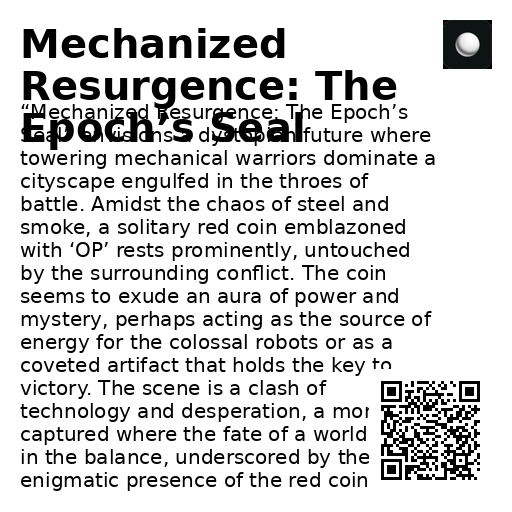 Mechanized
Resurgence: The
Epoch’s Seal
“Mechanized Resurgence: The Epoch’s
Seal” envisions a dystopian future where
towering mechanical warriors dominate a
cityscape engulfed in the throes of
battle. Amidst the chaos of steel and
smoke, a solitary red coin emblazoned
with ‘OP’ rests prominently, untouched
by the surrounding conflict. The coin
seems to exude an aura of power and
mystery, perhaps acting as the source of
energy for the colossal robots or as a
coveted artifact that holds the key to
victory. The scene is a clash of
technology and desperation, a
captured where the fate of a world
in the balance, underscored by the
enigmatic presence of the red coin